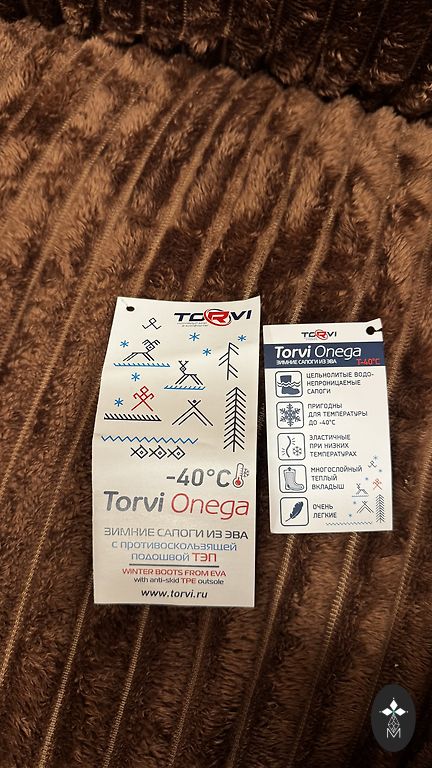 TORVI
-40°C
Torvi Onega
ЗИМНИЕ САПОГИ ИЗ ЭВА
с противоскользящей
подошвой ТЭП
WINTER BOOTS FROM EVA
with anti-skid TPE outsole
www.torvi.ru
TORVI
Torvi Onega
ЗИМНИЕ САПОГИ ИЗ ЭВА T-40°C
ЦЕЛЬНОЛИТЫЕ ВОДО-
НЕПРОНИЦАЕМЫЕ
САПОГИ
ПРИГОДНЫ
ДЛЯ ТЕМПЕРАТУРЫ
ДО -40°C
ЭЛАСТИЧНЫЕ
ПРИ НИЗКИХ
ТЕМПЕРАТУРАХ
МНОГОСЛОЙНЫЙ
ТЕПЛЫЙ
ВКЛАДЫШ
ОЧЕНЬ
ЛЕГКИЕ
M